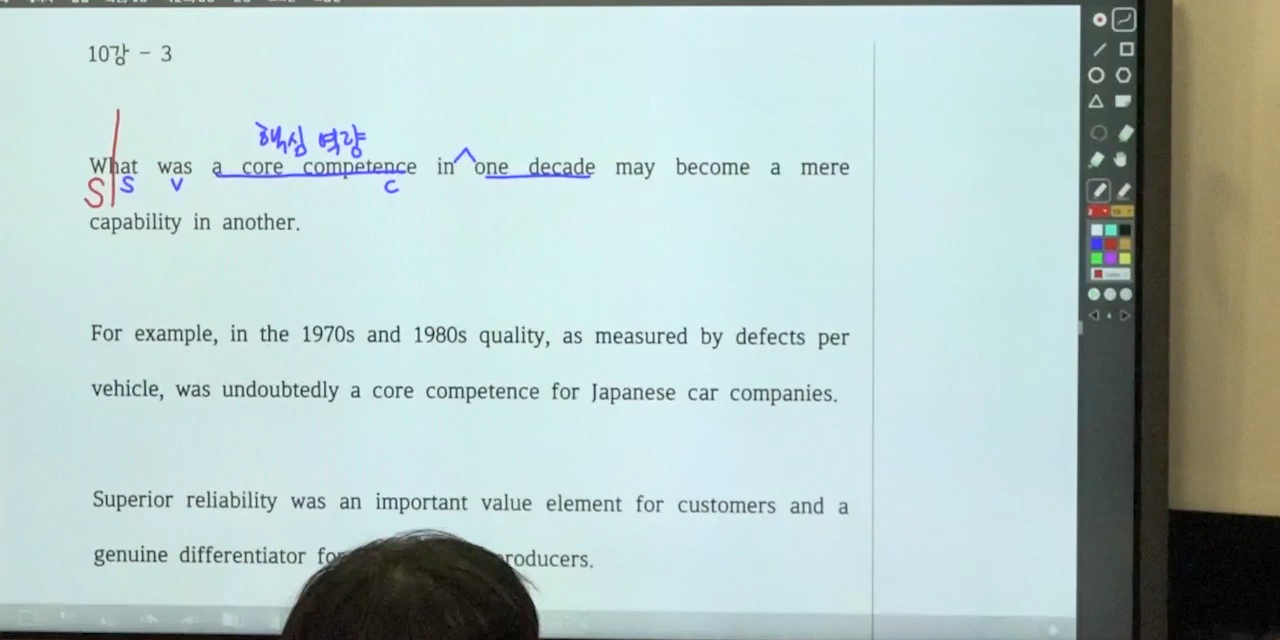 10강 - 3
핵심 역량
What was a core competence in one decade may become a mere
S S V C
capability in another.
For example, in the 1970s and 1980s quality, as measured by defects per
vehicle, was undoubtedly a core competence for Japanese car companies.
Superior reliability was an important value element for customers and a
genuine differentiator